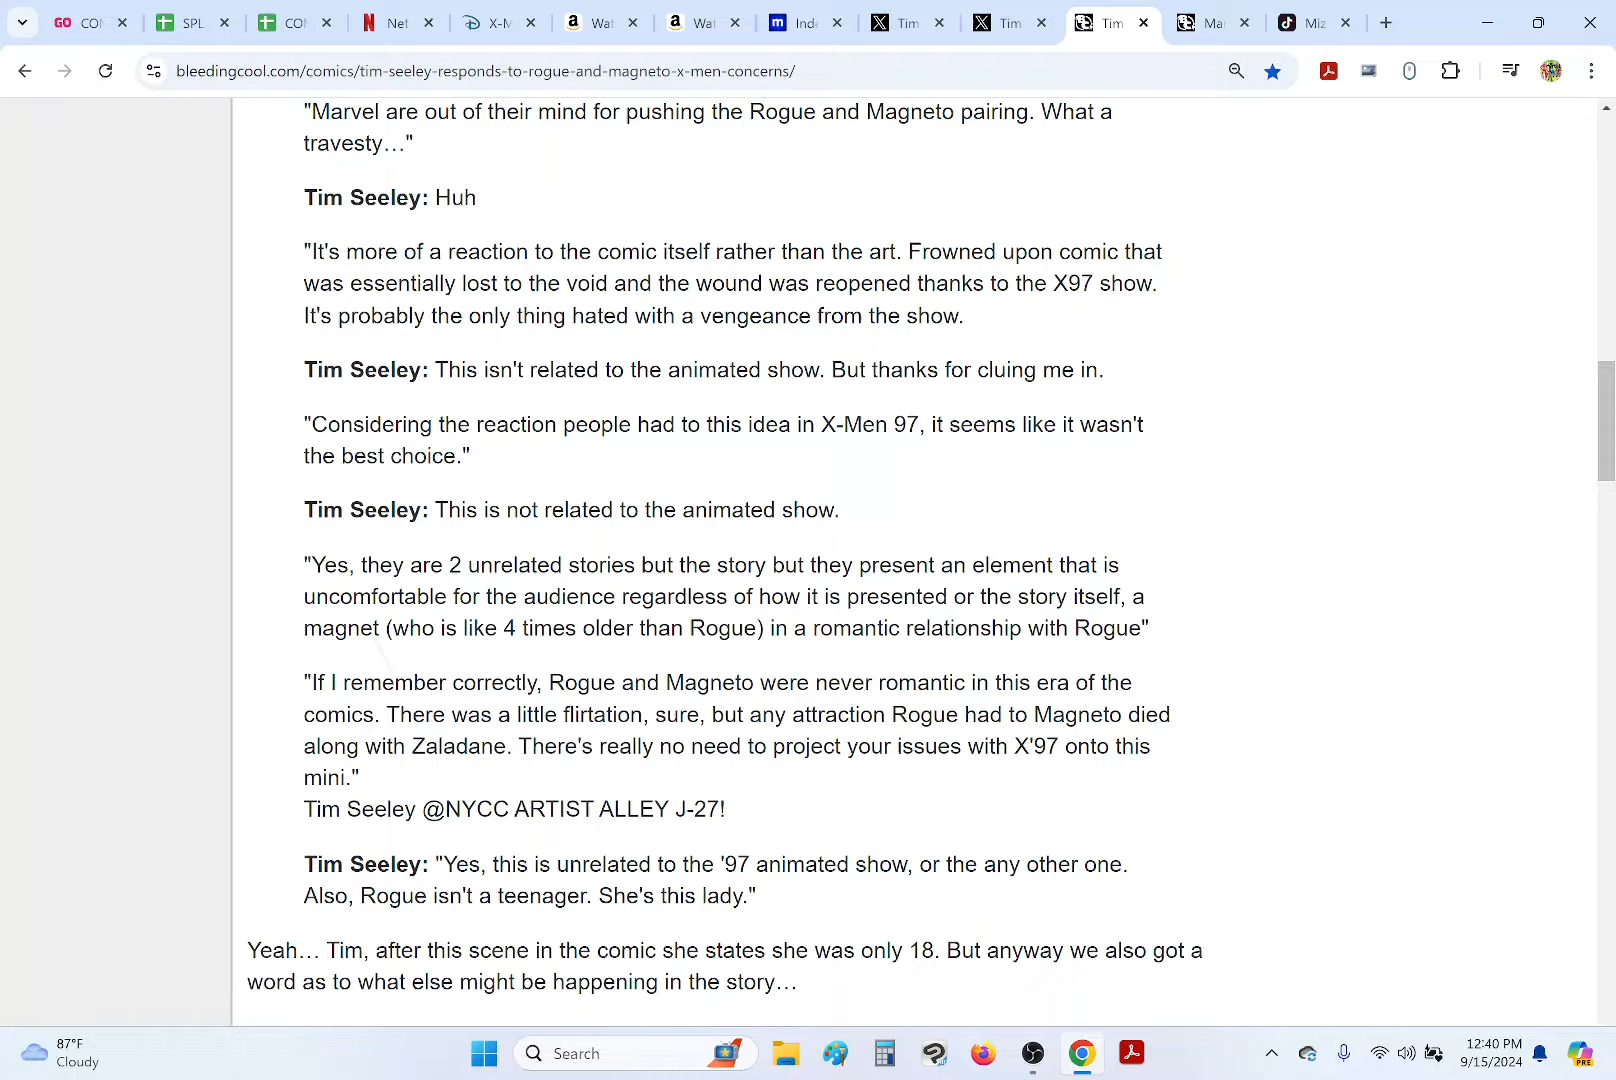 GO CO
SPL
CO
Net
X-M
Wat
Wat
Inde
Tim
Tim
Tim
Ma
Miz
bleedingcool.com/comics/tim-seeley-responds-to-rogue-and-magneto-x-men-concerns/
"Marvel are out of their mind for pushing the Rogue and Magneto pairing. What a
travesty…"
Tim Seeley: Huh
"It's more of a reaction to the comic itself rather than the art. Frowned upon comic that
was essentially lost to the void and the wound was reopened thanks to the X97 show.
It's probably the only thing hated with a vengeance from the show.
Tim Seeley: This isn't related to the animated show. But thanks for cluing me in.
"Considering the reaction people had to this idea in X-Men 97, it seems like it wasn't
the best choice."
Tim Seeley: This is not related to the animated show.
"Yes, they are 2 unrelated stories but the story but they present an element that is
uncomfortable for the audience regardless of how it is presented or the story itself, a
magnet (who is like 4 times older than Rogue) in a romantic relationship with Rogue"
"If I remember correctly, Rogue and Magneto were never romantic in this era of the
comics. There was a little flirtation, sure, but any attraction Rogue had to Magneto died
along with Zaladane. There's really no need to project your issues with X'97 onto this
mini."
Tim Seeley @NYCC ARTIST ALLEY J-27!
Tim Seeley: "Yes, this is unrelated to the '97 animated show, or the any other one.
Also, Rogue isn't a teenager. She's this lady."
Yeah… Tim, after this scene in the comic she states she was only 18. But anyway we also got a
word as to what else might be happening in the story…
87°F
Cloudy
Search
12:40 PM
9/15/2024
PRE